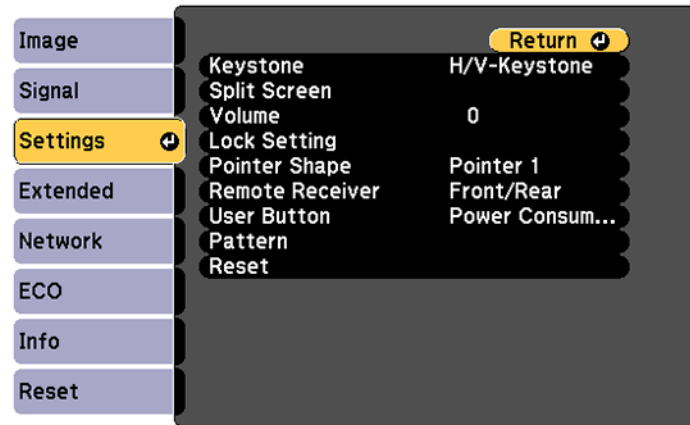 Image
Signal
Settings
Extended
Network
ECO
Info
Reset
Return
Keystone H/V-Keystone
Split Screen
Volume 0
Lock Setting
Pointer Shape Pointer 1
Remote Receiver Front/Rear
User Button Power Consum...
Pattern
Reset